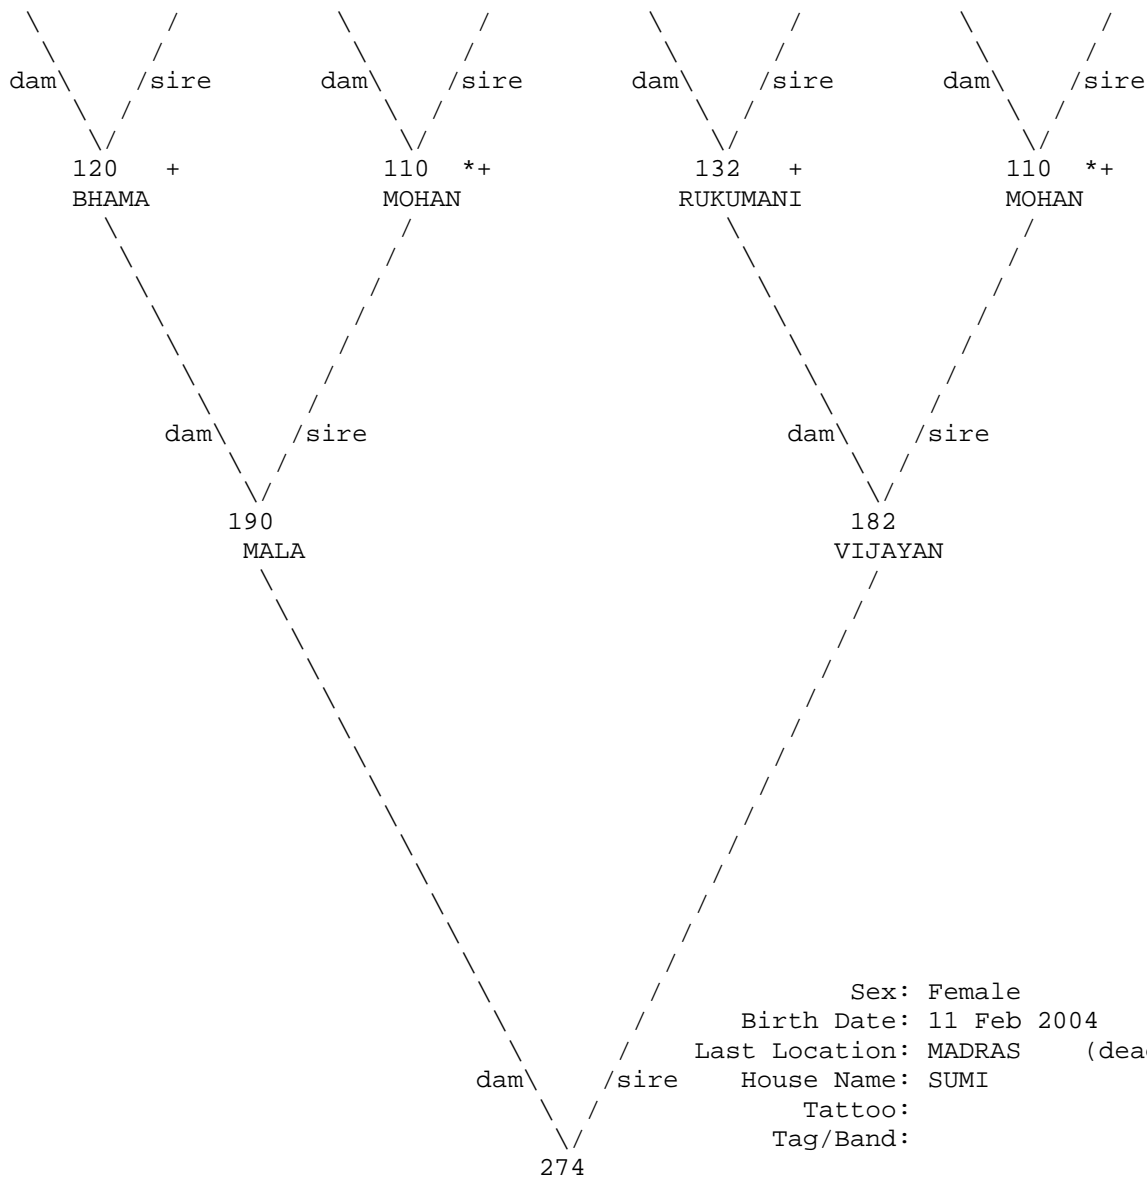 dam sire dam sire dam sire dam sire
120 + 110 *+ 132 + 110 *+
BHAMA MOHAN RUKUMANI MOHAN
dam sire dam sire
190 182
MALA VIJAYAN
Sex: Female
Birth Date: 11 Feb 2004
Last Location: MADRAS (dea
dam sire House Name: SUMI
Tattoo:
Tag/Band:
274